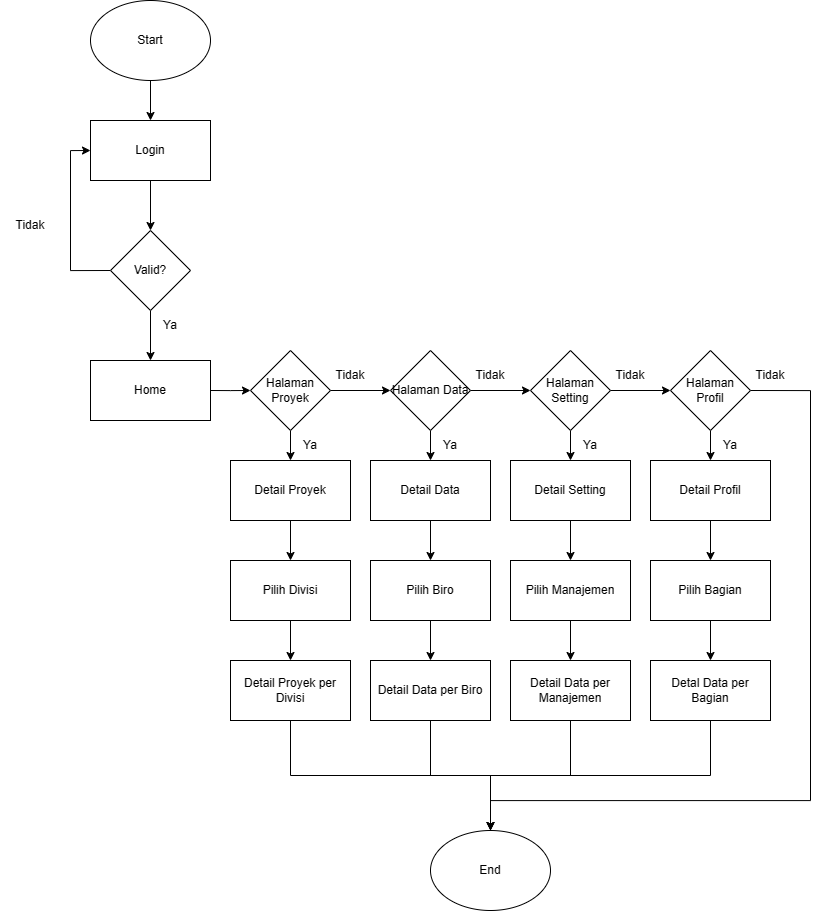 Start
Login
Tidak
Valid?
Ya
Home
Halaman
Proyek
Tidak
Halaman Data
Tidak
Halaman
Setting
Tidak
Halaman
Profil
Tidak
Ya
Ya
Ya
Ya
Detail Proyek
Detail Data
Detail Setting
Detail Profil
Pilih Divisi
Pilih Biro
Pilih Manajemen
Pilih Bagian
Detail Proyek per
Divisi
Detail Data per Biro
Detail Data per
Manajemen
Detal Data per
Bagian
End